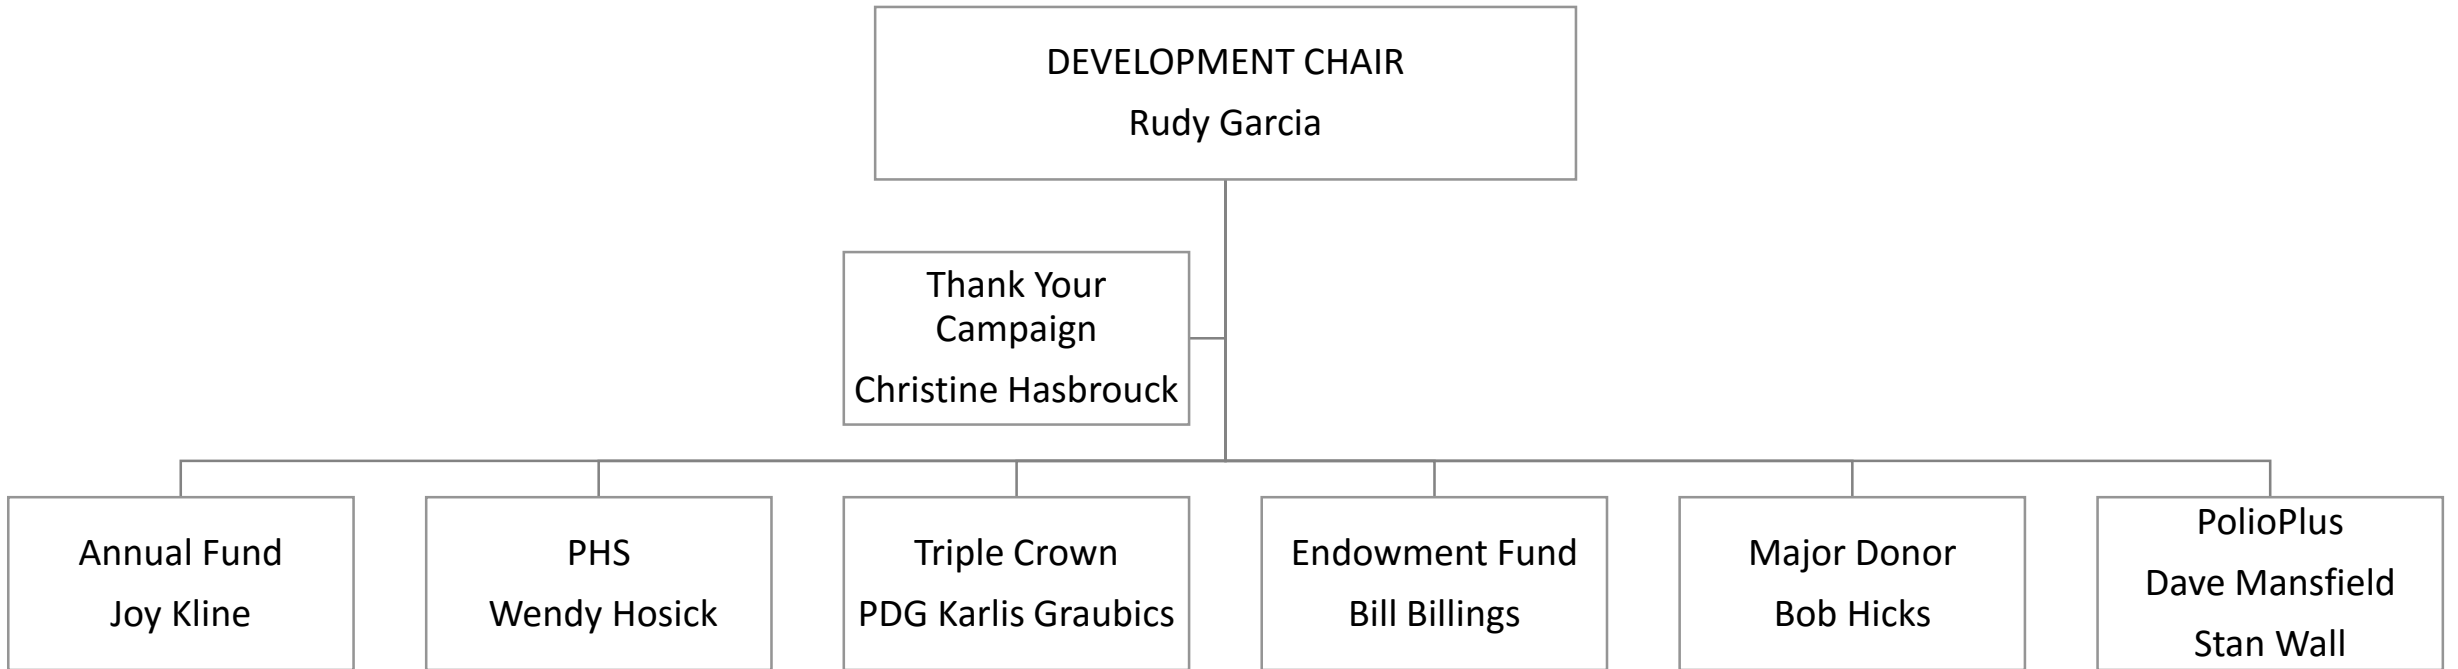 DEVELOPMENT CHAIR
Rudy Garcia
Thank Your
Campaign
Christine Hasbrouck
Annual Fund
Joy Kline
PHS
Wendy Hosick
Triple Crown
PDG Karlis Graubics
Endowment Fund
Bill Billings
Major Donor
Bob Hicks
PolioPlus
Dave Mansfield
Stan Wall